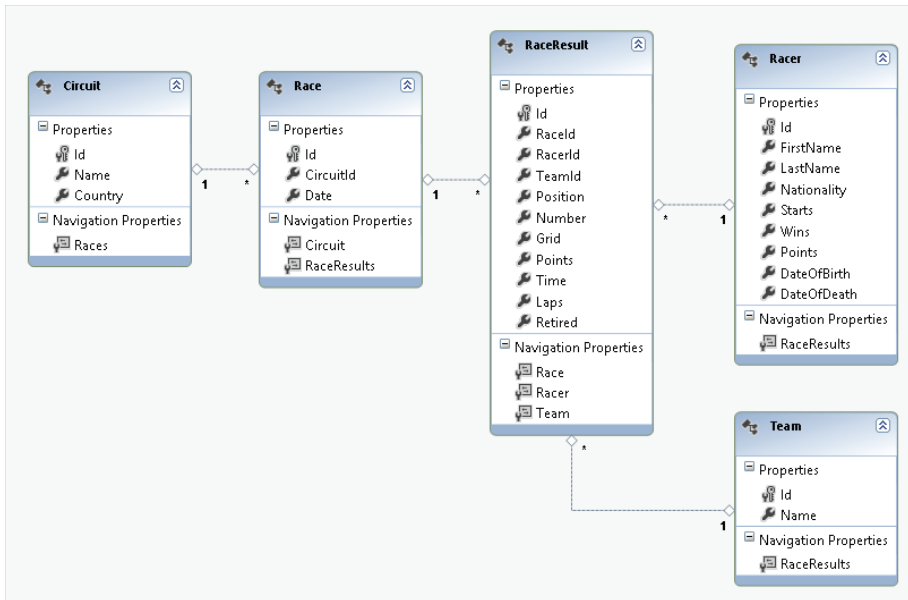 Circuit
Properties
Id
Name
Country
Navigation Properties
Races
1
*
Race
Properties
Id
CircuitId
Date
Navigation Properties
Circuit
RaceResults
1
*
RaceResult
Properties
Id
RaceId
RacerId
TeamId
Position
Number
Grid
Points
Time
Laps
Retired
Navigation Properties
Race
Racer
Team
*
1
*
1
Racer
Properties
Id
FirstName
LastName
Nationality
Starts
Wins
Points
DateOfBirth
DateOfDeath
Navigation Properties
RaceResults
Team
Properties
Id
Name
Navigation Properties
RaceResults